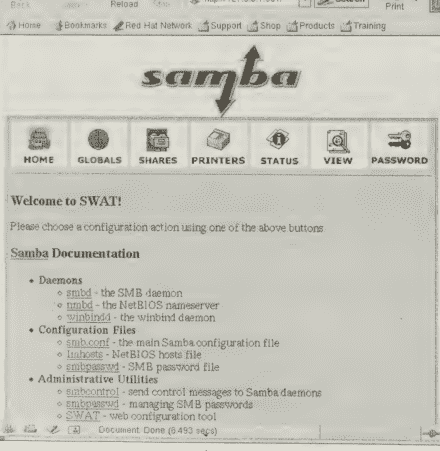 Reload
Print
Home Bookmarks Red Hat Network Support Shop Products Training
samba
HOME GLOBALS SHARES PRINTERS STATUS VIEW PASSWORD
Welcome to SWAT!
Please choose a configuration action using one of the above buttons
Samba Documentation
• Daemons
◦ smbd - the SMB daemon
◦ nmbd - the NetBIOS nameserver
◦ winbindd - the winbind daemon
• Configuration Files
◦ smb.conf - the main Samba configuration file
◦ lmhosts - NetBIOS hosts file
◦ smbpasswd - SMB password file
• Administrative Utilities
◦ smbcontrol - send control messages to Samba daemons
◦ smbpasswd - managing SMB passwords
◦ SWAT - web configuration tool
Document: Done (6.493 secs)